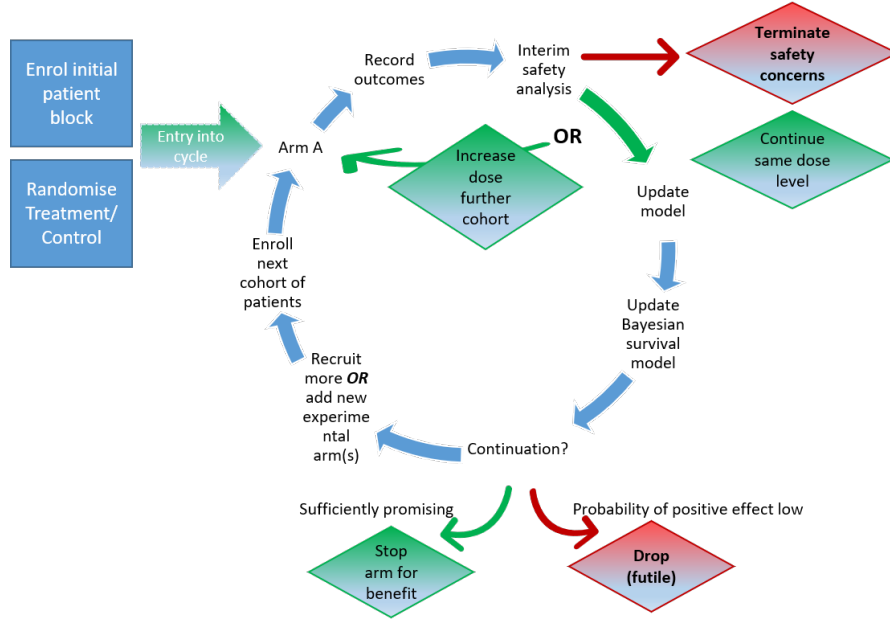 Enrol initial
patient
block
Randomise
Treatment/
Control
Entry into
cycle
Arm A
Record
outcomes
Interim
safety
analysis
Terminate
safety
concerns
OR
Increase
dose
further
cohort
Continue
same dose
level
Update
model
Update
Bayesian
survival
model
Continuation?
Recruit
more OR
add new
experime
ntal
arm(s)
Enroll
next
cohort of
patients
Sufficiently promising
Stop
arm for
benefit
Probability of positive effect low
Drop
(futile)